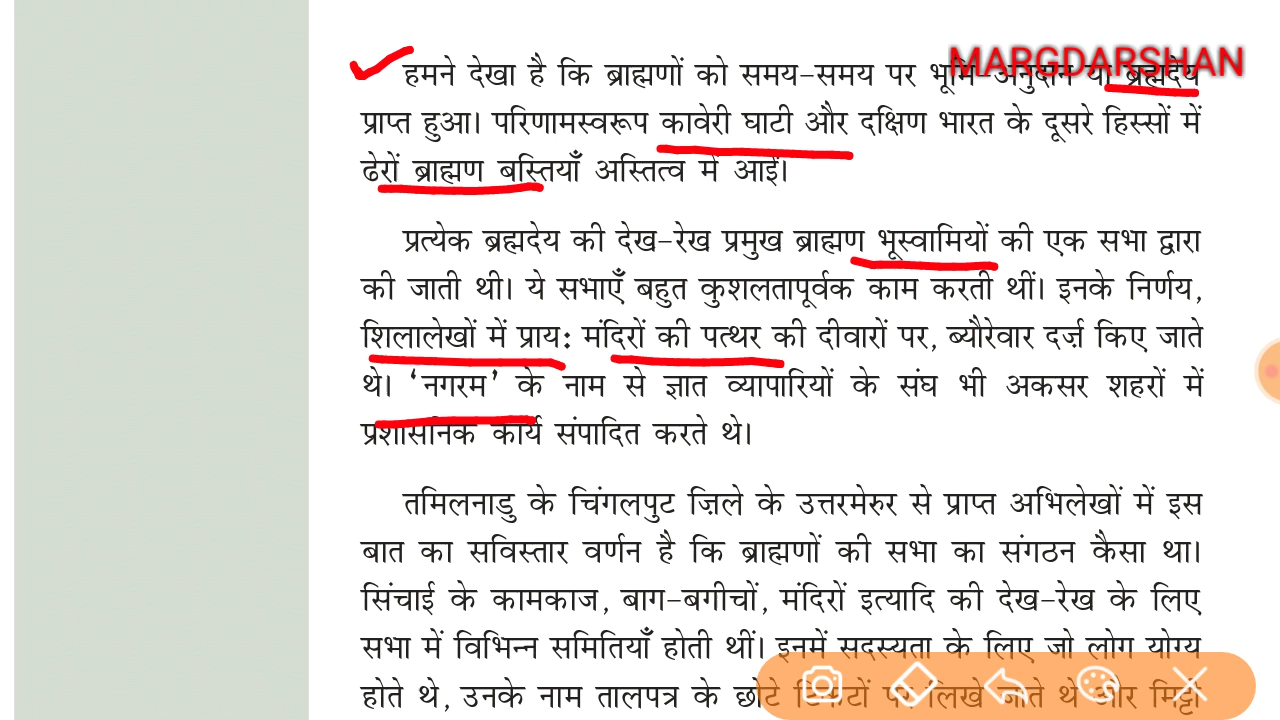 MARGDARSHAN
हमने देखा है कि ब्राह्मणों को समय-समय पर भूमि-अनुदान या ब्रह्मदेय
प्राप्त हुआ। परिणामस्वरूप कावेरी घाटी और दक्षिण भारत के दूसरे हिस्सों में
ढेरों ब्राह्मण बस्तियाँ अस्तित्व में आईं।
प्रत्येक ब्रह्मदेय की देख-रेख प्रमुख ब्राह्मण भूस्वामियों की एक सभा द्वारा
की जाती थी। ये सभाएँ बहुत कुशलतापूर्वक काम करती थीं। इनके निर्णय,
शिलालेखों में प्राय: मंदिरों की पत्थर की दीवारों पर, ब्यौरेवार दर्ज किए जाते
थे। ‘नगरम’ के नाम से ज्ञात व्यापारियों के संघ भी अकसर शहरों में
प्रशासनिक कार्य संपादित करते थे।
तमिलनाडु के चिंगलपुट ज़िले के उत्तरमेरुर से प्राप्त अभिलेखों में इस
बात का सविस्तार वर्णन है कि ब्राह्मणों की सभा का संगठन कैसा था।
सिंचाई के कामकाज, बाग-बगीचों, मंदिरों इत्यादि की देख-रेख के लिए
सभा में विभिन्न समितियाँ होती थीं। इनमें सदस्यता के लिए जो लोग योग्य
होते थे, उनके नाम तालपत्र के छोटे टिकटों पर लिखे जाते थे और मिट्टी